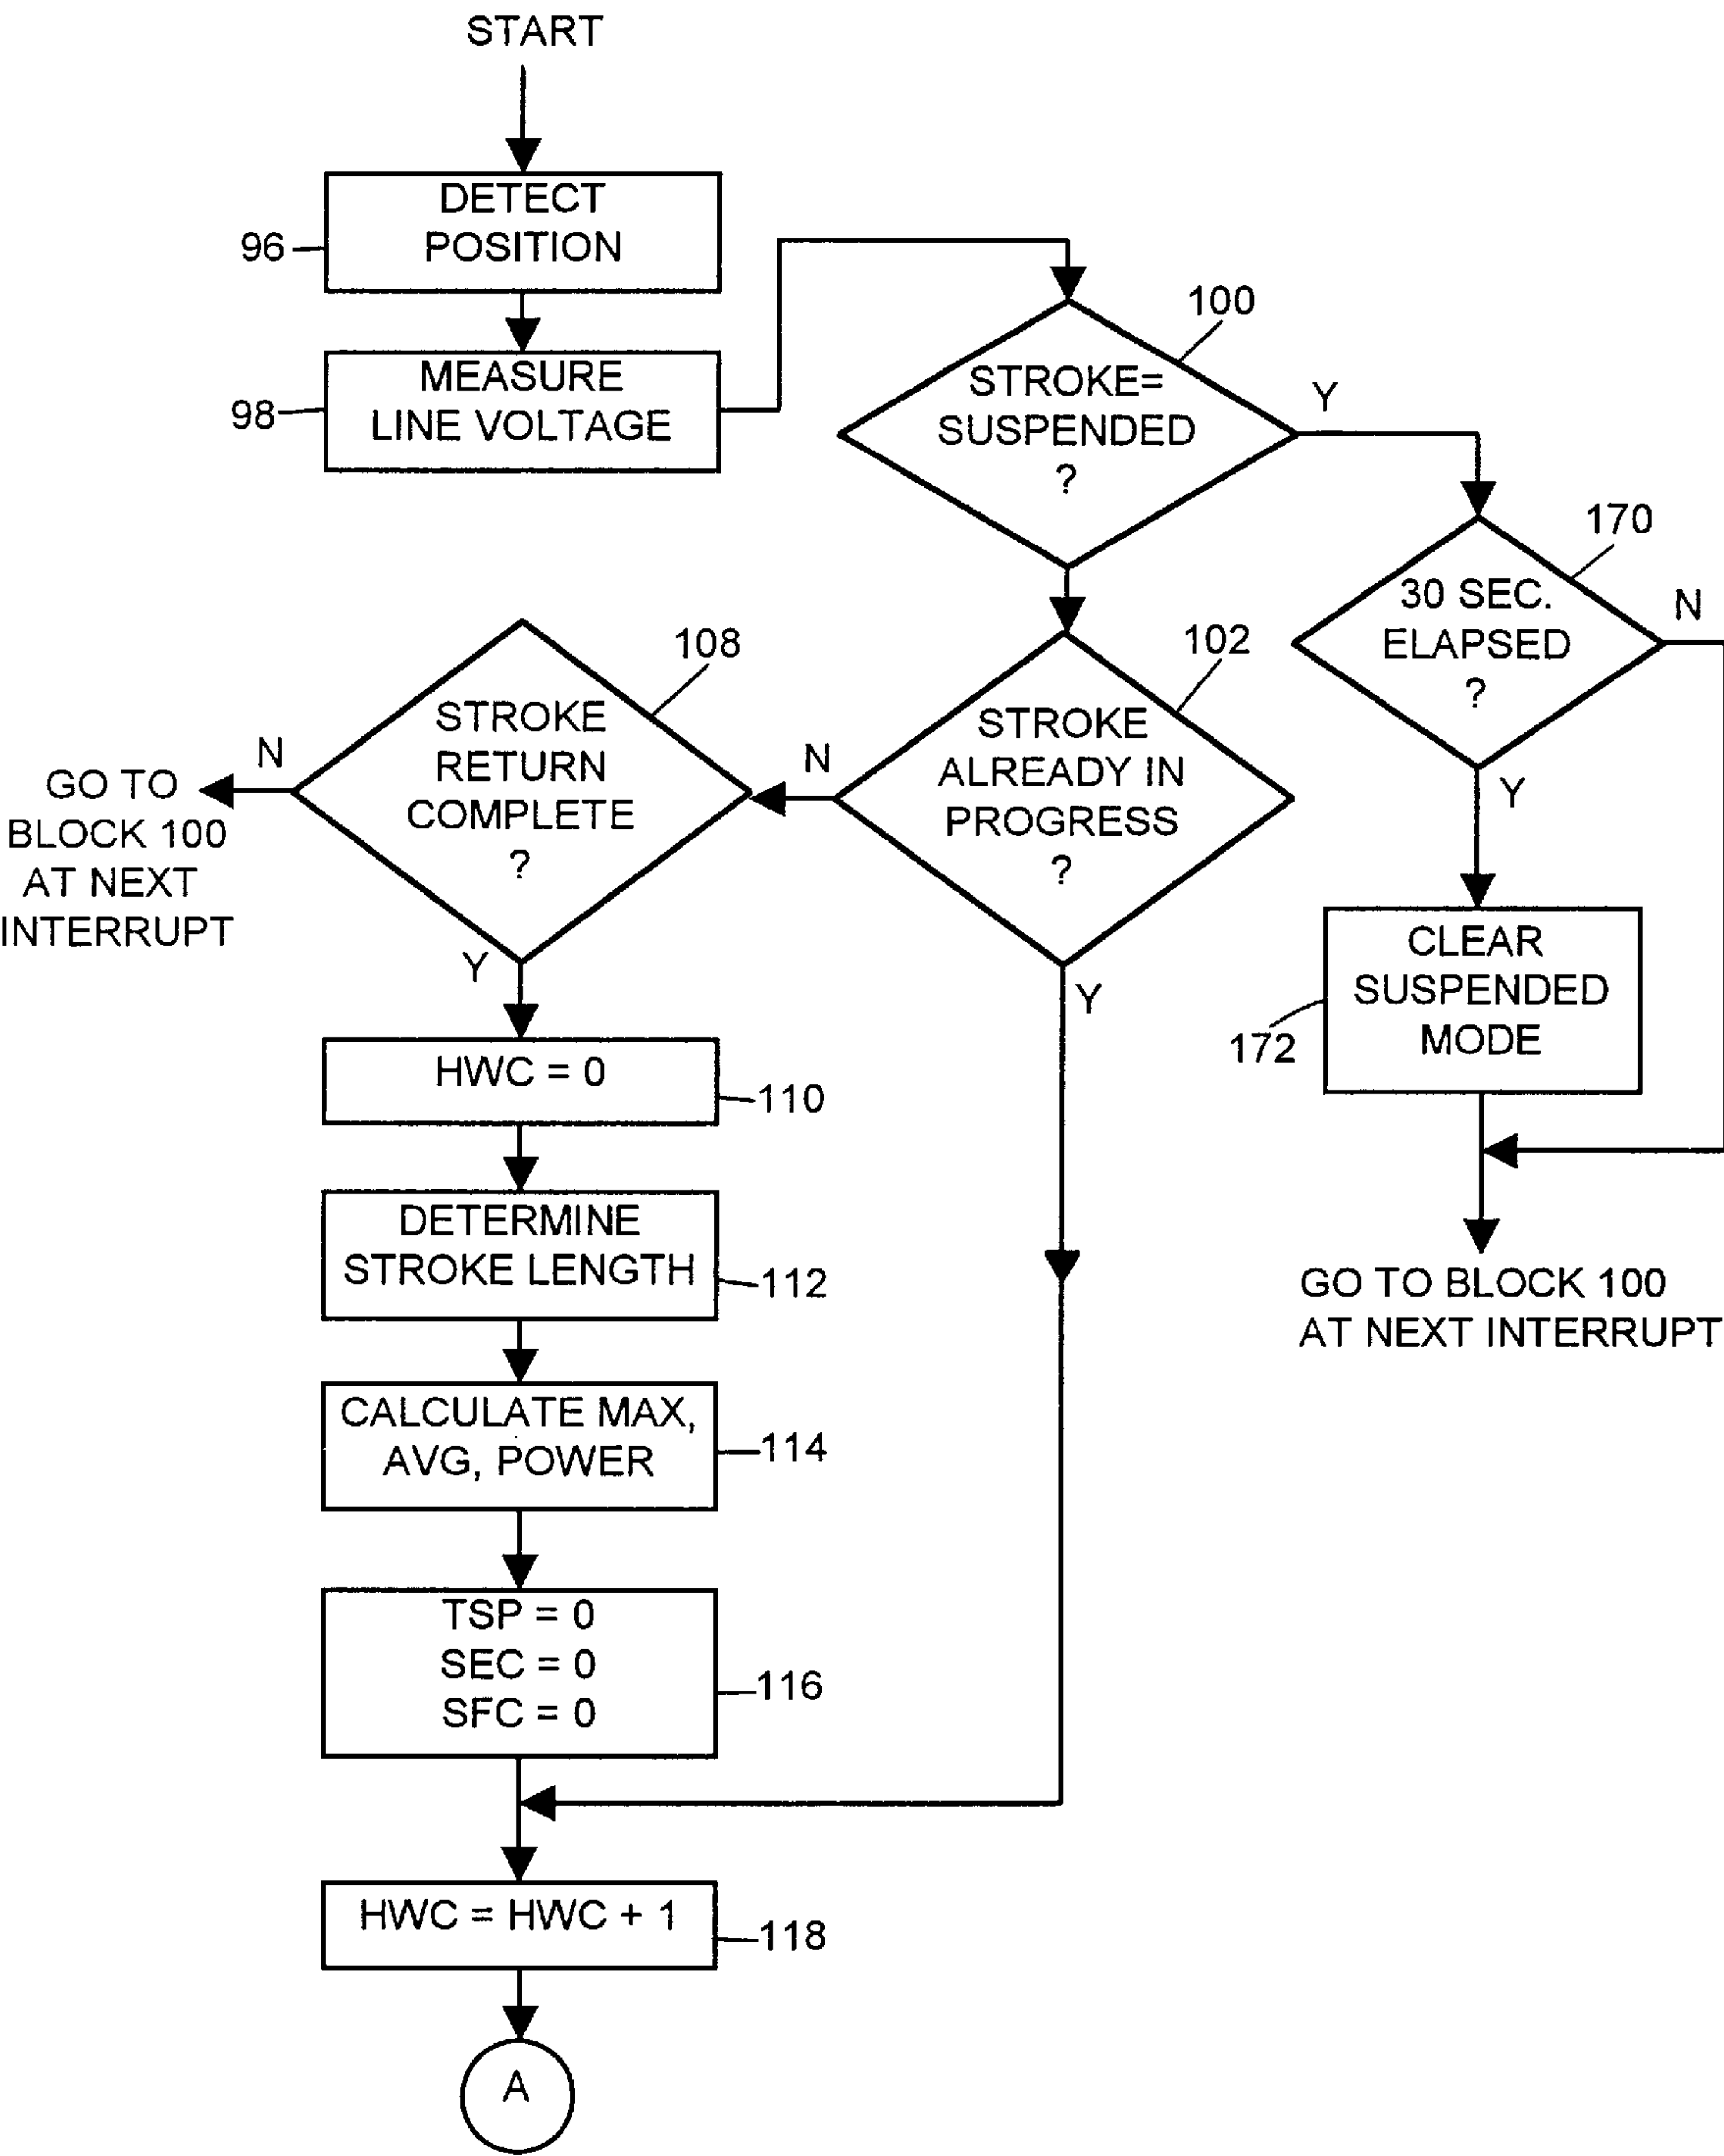 START
DETECT
POSITION
96
MEASURE
LINE VOLTAGE
98
100
STROKE=
SUSPENDED
?
Y
170
30 SEC.
ELAPSED
?
N
Y
102
STROKE
ALREADY IN
PROGRESS
?
N
Y
108
STROKE
RETURN
COMPLETE
?
N
GO TO
BLOCK 100
AT NEXT
INTERRUPT
Y
CLEAR
SUSPENDED
MODE
172
GO TO BLOCK 100
AT NEXT INTERRUPT
HWC = 0
110
DETERMINE
STROKE LENGTH
112
CALCULATE MAX,
AVG, POWER
114
TSP = 0
SEC = 0
SFC = 0
116
HWC = HWC + 1
118
A